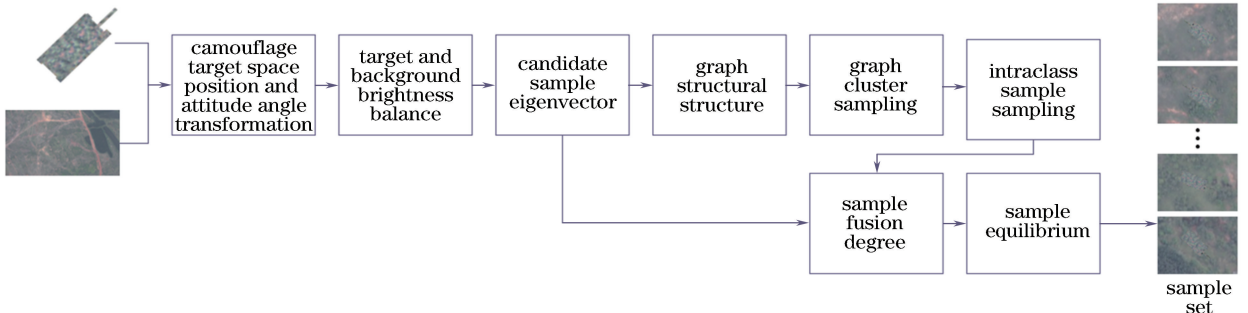 camouflage
target space
position and
attitude angle
transformation
target and
background
brightness
balance
candidate
sample
eigenvector
graph
structural
structure
graph
cluster
sampling
intraclass
sample
sampling
sample
fusion
degree
sample
equilibrium
sample
set